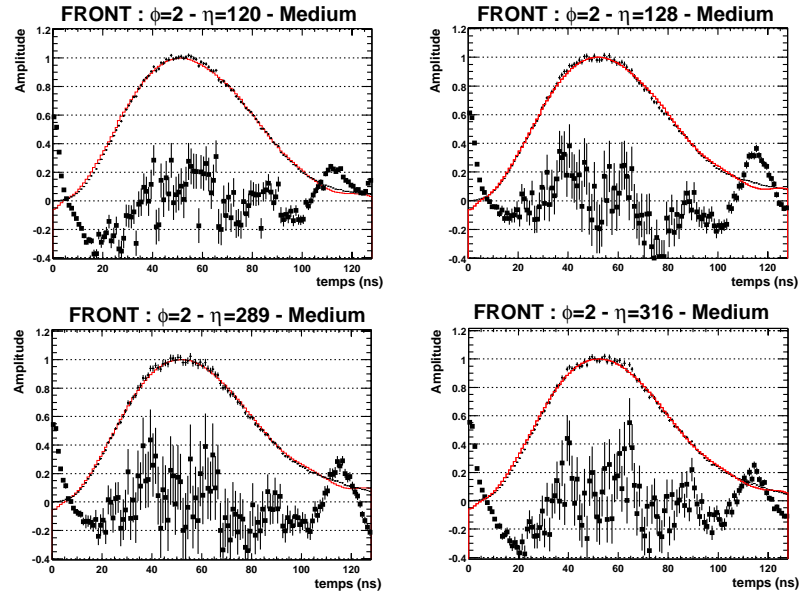 FRONT : ϕ=2 - η=120 - Medium
Amplitude
1.2
1
0.8
0.6
0.4
0.2
0
-0.2
-0.4
0 20 40 60 80 100 120
temps (ns)
FRONT : ϕ=2 - η=128 - Medium
Amplitude
1.2
1
0.8
0.6
0.4
0.2
0
-0.2
-0.4
0 20 40 60 80 100 120
temps (ns)
FRONT : ϕ=2 - η=289 - Medium
Amplitude
1.2
1
0.8
0.6
0.4
0.2
0
-0.2
-0.4
0 20 40 60 80 100 120
temps (ns)
FRONT : ϕ=2 - η=316 - Medium
Amplitude
1.2
1
0.8
0.6
0.4
0.2
0
-0.2
-0.4
0 20 40 60 80 100 120
temps (ns)